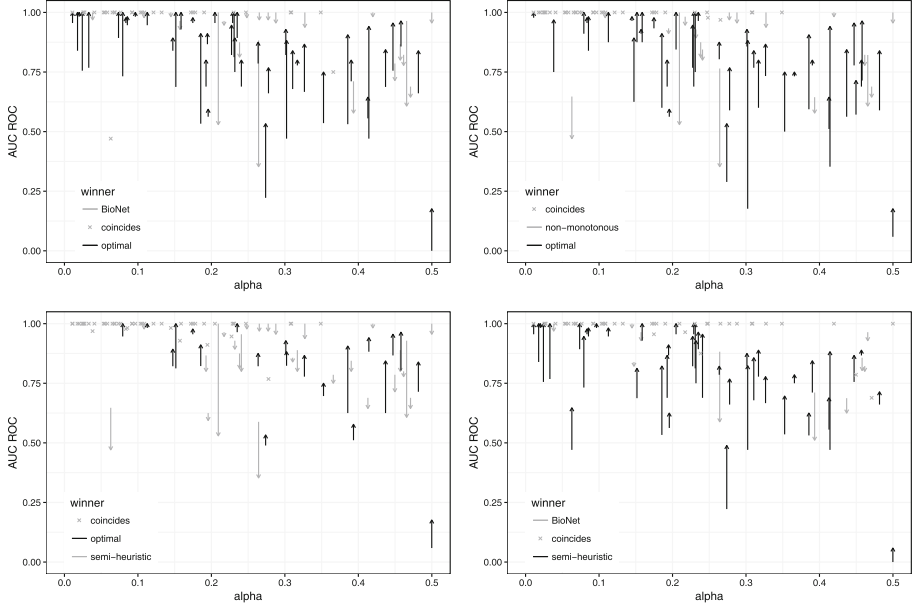 AUC ROC
1.00
0.75
0.50
0.25
0.00
winner
BioNet
coincides
optimal
0.0 0.1 0.2 0.3 0.4 0.5
alpha
AUC ROC
1.00
0.75
0.50
0.25
0.00
winner
coincides
non−monotonous
optimal
0.0 0.1 0.2 0.3 0.4 0.5
alpha
AUC ROC
1.00
0.75
0.50
0.25
0.00
winner
coincides
optimal
semi−heuristic
0.0 0.1 0.2 0.3 0.4 0.5
alpha
AUC ROC
1.00
0.75
0.50
0.25
0.00
winner
BioNet
coincides
semi−heuristic
0.0 0.1 0.2 0.3 0.4 0.5
alpha